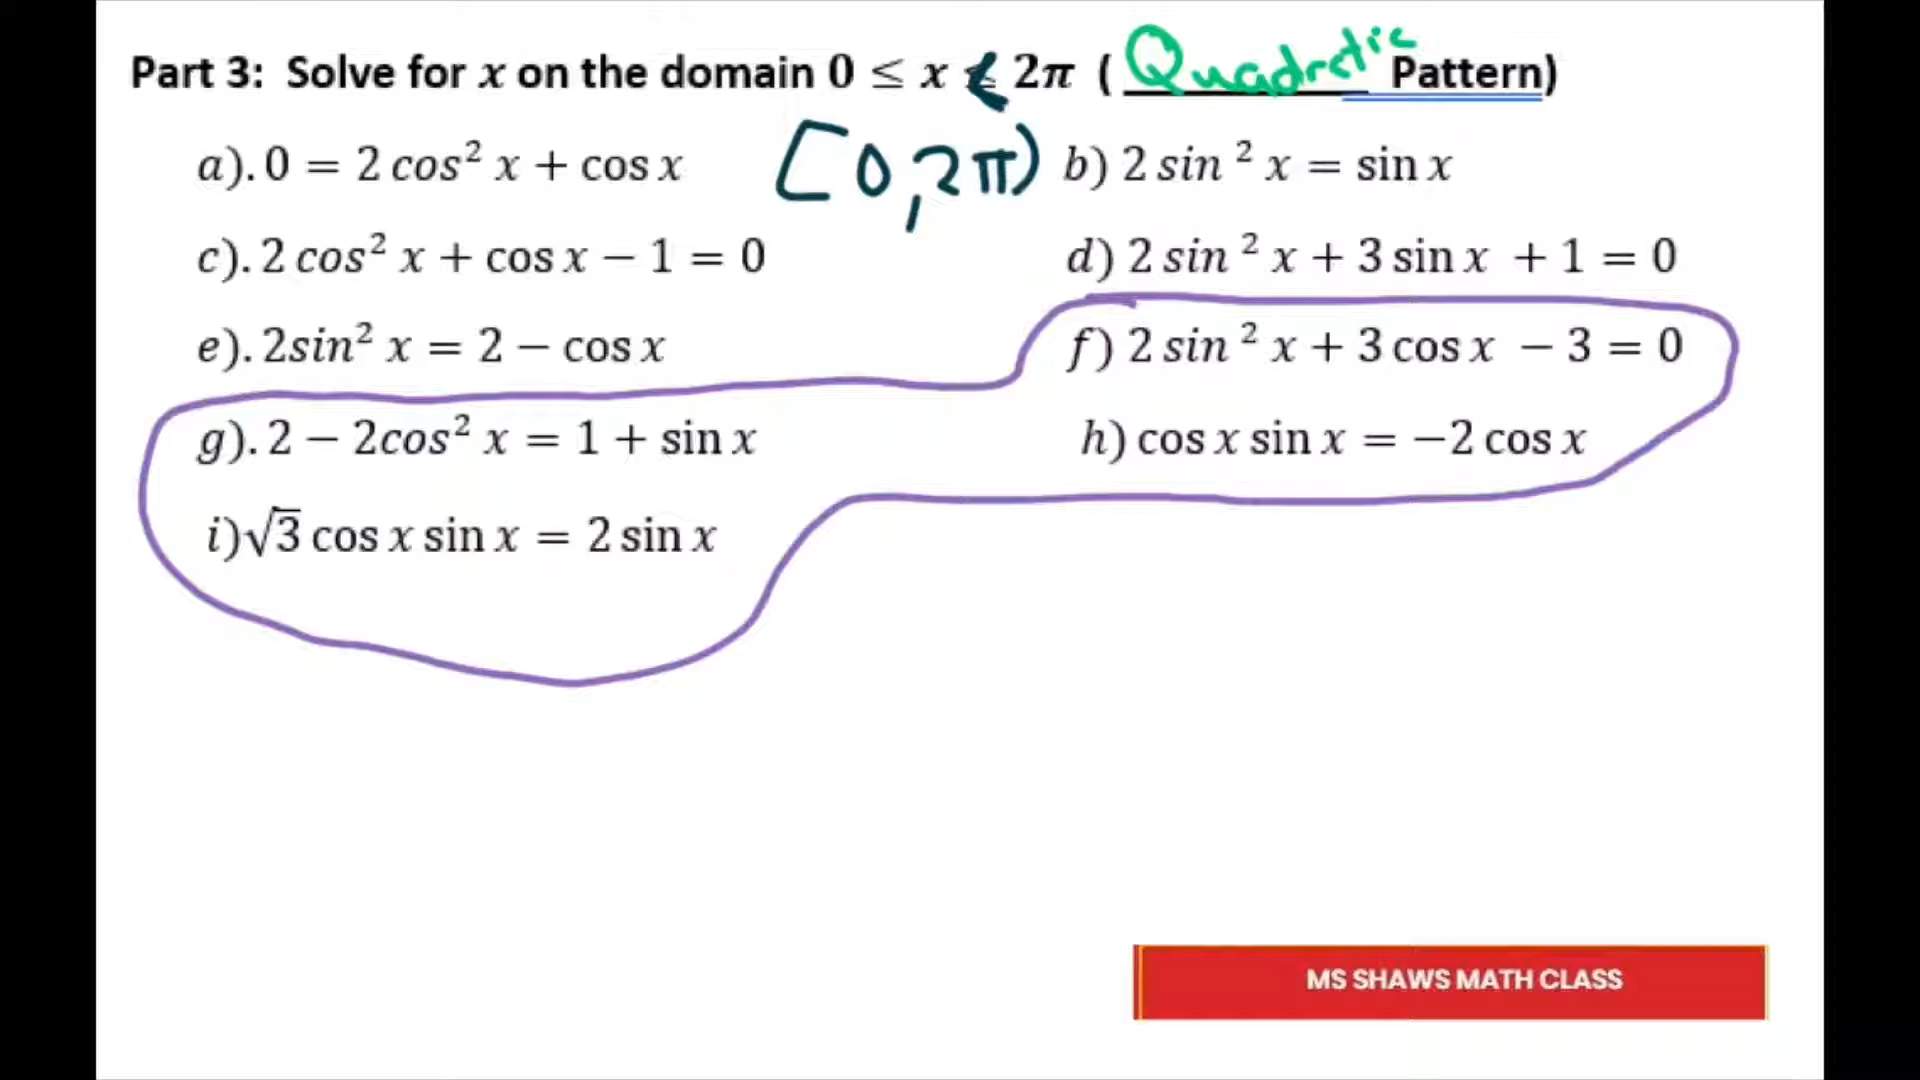 Part 3: Solve for x on the domain 0 ≤ x < 2π (Quadratic Pattern)
a). 0 = 2 cos² x + cos x [0, 2π) b) 2 sin ² x = sin x
c). 2 cos² x + cos x − 1 = 0 d) 2 sin ² x + 3 sin x + 1 = 0
e). 2sin² x = 2 − cos x f) 2 sin ² x + 3 cos x − 3 = 0
g). 2 − 2cos² x = 1 + sin x h) cos x sin x = −2 cos x
i)√3 cos x sin x = 2 sin x
MS SHAWS MATH CLASS